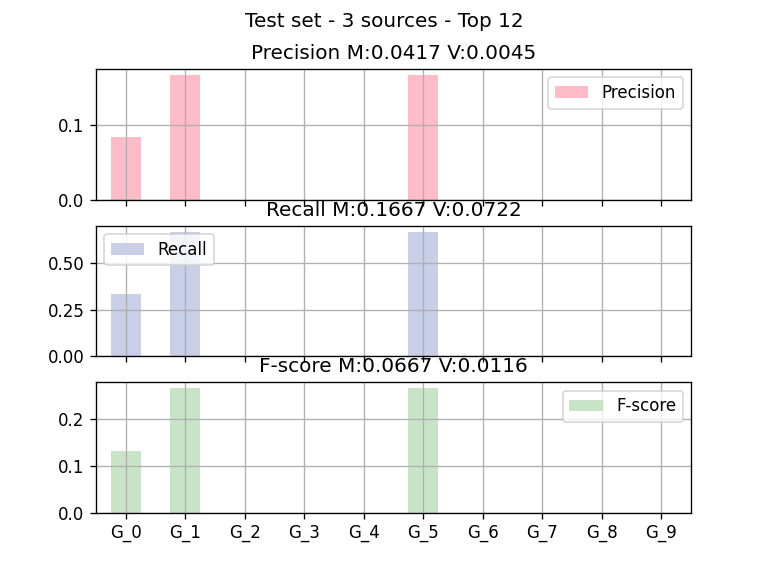 Test set - 3 sources - Top 12
Precision M:0.0417 V:0.0045
0.1
0.0
Precision
Recall M:0.1667 V:0.0722
0.50
0.25
0.00
Recall
F-score M:0.0667 V:0.0116
0.2
0.1
0.0
F-score
G_0 G_1 G_2 G_3 G_4 G_5 G_6 G_7 G_8 G_9